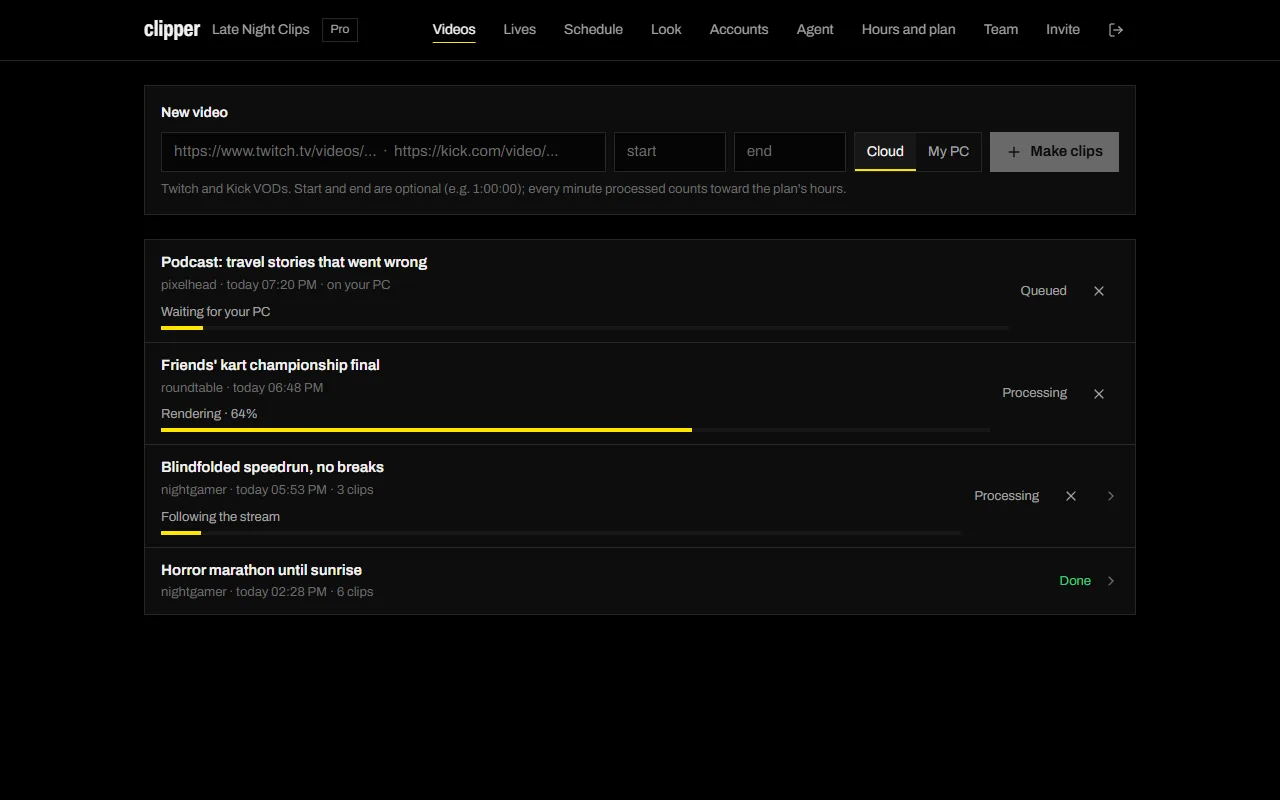 clipper Late Night Clips Pro Videos Lives Schedule Look Accounts Agent Hours and plan Team Invite
New video
https://www.twitch.tv/videos/... · https://kick.com/video/... start end Cloud My PC + Make clips
Twitch and Kick VODs. Start and end are optional (e.g. 1:00:00); every minute processed counts toward the plan's hours.
Podcast: travel stories that went wrong
pixelhead · today 07:20 PM · on your PC
Queued
Waiting for your PC
Friends' kart championship final
roundtable · today 06:48 PM
Processing
Rendering · 64%
Blindfolded speedrun, no breaks
nightgamer · today 05:53 PM · 3 clips
Processing
Following the stream
Horror marathon until sunrise
Done
nightgamer · today 02:28 PM · 6 clips